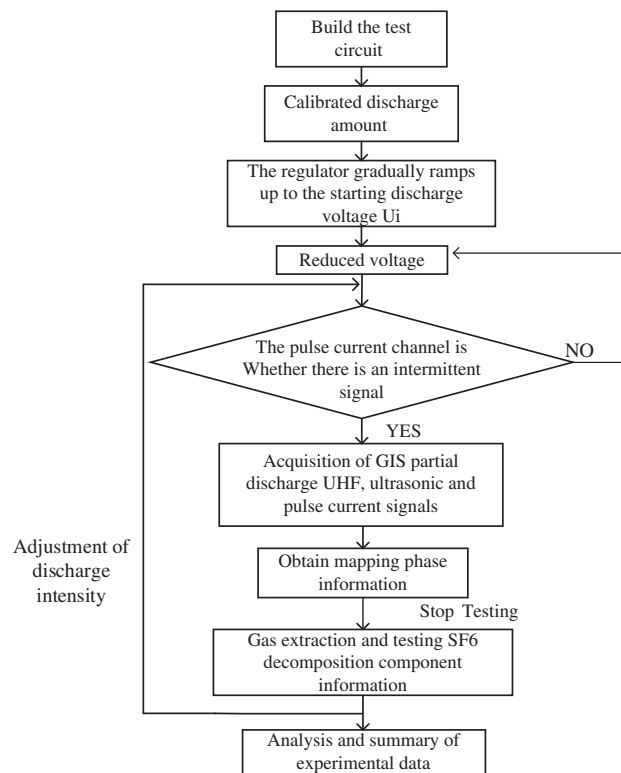 Build the test
circuit
Calibrated discharge
amount
The regulator gradually ramps
up to the starting discharge
voltage Ui
Reduced voltage
The pulse current channel is
Whether there is an intermittent
signal
NO
YES
Acquisition of GIS partial
discharge UHF, ultrasonic and
pulse current signals
Adjustment of
discharge
intensity
Obtain mapping phase
information
Stop Testing
Gas extraction and testing SF6
decomposition component
information
Analysis and summary of
experimental data